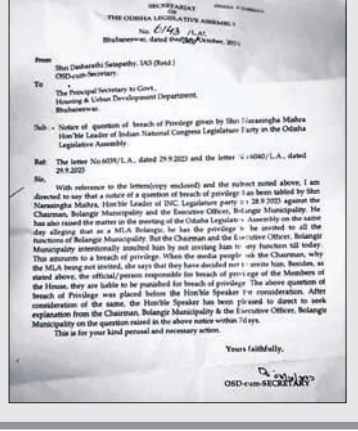 SECRETARIAT
OF
THE ODISHA LEGISLATIVE ASSEMBLY
No. 6143 /L.A.
Bhubaneswar, dated the October,
From
Shri Dasharathi Satapathy, IAS (Retd.)
OSD-cum-Secretary.
To
The Principal Secretary to Govt.,
Housing & Urban Development Department,
Bhubaneswar.
Sub :- Notice of question of breach of Privilege given by Shri Narasingha Mishra
Hon'ble Leader of Indian National Congress Legislature Party in the Odisha
Legislative Assembly.
Ref: The letter No.6039/L.A., dated 29.9.2023 and the letter 6040/L.A., dated
29.9.2023
Sir,
With reference to the letters(copy enclosed) and the subject noted above, I am
directed to say that a notice of a question of breach of privilege has been tabled by Shri
Narasingha Mishra, Hon'ble Leader of INC. Legislature party on 28.9.2023 against the
Chairman, Bolangir Municipality and the Executive Officer, Bolangir Municipality. He
has also raised the matter in the meeting of the Odisha Legislative Assembly on the same
day alleging that as a MLA Bolangir, he has the privilege to be invited to all the
functions of Bolangir Municipality. But the Chairman and the Executive Officer, Bolangir
Municipality intentionally insulted him by not inviting him to any function till today.
This amounts to a breach of privilege. When the media people ask the Chairman, why
the MLA being not invited, she says that they have decided not to invite him. Besides, as
stated above, the official/person responsible for breach of privilege of the Members of
the House, they are liable to be punished for breach of privilege. The above question of
breach of Privilege was placed before the Hon'ble Speaker for consideration. After
consideration of the same, the Hon'ble Speaker has been pleased to direct to seek
explanation from the Chairman, Bolangir Municipality & the Executive Officer, Bolangir
Municipality on the question raised in the above notice within 7days.
This is for your kind perusal and necessary action.
Yours faithfully,
OSD-cum-SECRETARY